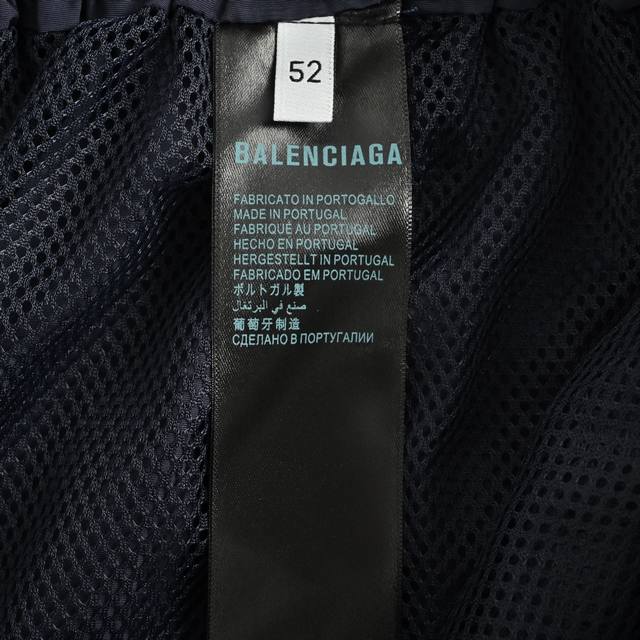 52
BALENCIAGA
FABRICATO IN PORTOGALLO
MADE IN PORTUGAL
FABRIQUÉ AU PORTUGAL
HECHO EN PORTUGAL
HERGESTELLT IN PORTUGAL
FABRICADO EM PORTUGAL
ポルトガル製
صنع في البرتغال
葡萄牙制造
СДЕЛАНО В ПОРТУГАЛИИ